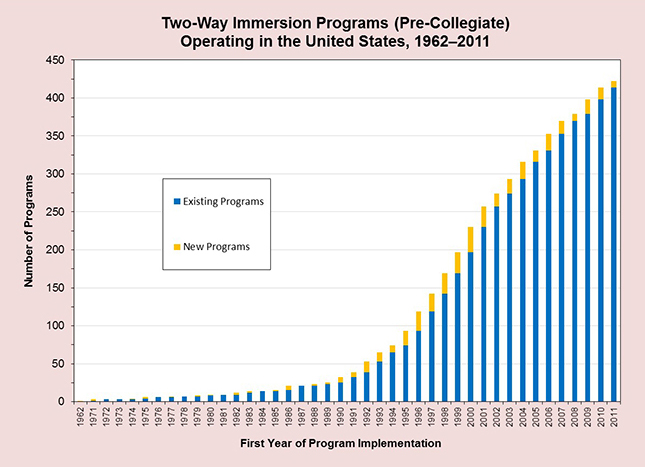 Two-Way Immersion Programs (Pre-Collegiate)
Operating in the United States, 1962–2011
450
400
350
300
250
200
150
100
50
0
Number of Programs
Existing Programs
New Programs
1962 1971 1972 1973 1974 1975 1976 1977 1978 1979 1980 1981 1982 1983 1984 1985 1986 1987 1988 1989 1990 1991 1992 1993 1994 1995 1996 1997 1998 1999 2000 2001 2002 2003 2004 2005 2006 2007 2008 2009 2010 2011
First Year of Program Implementation